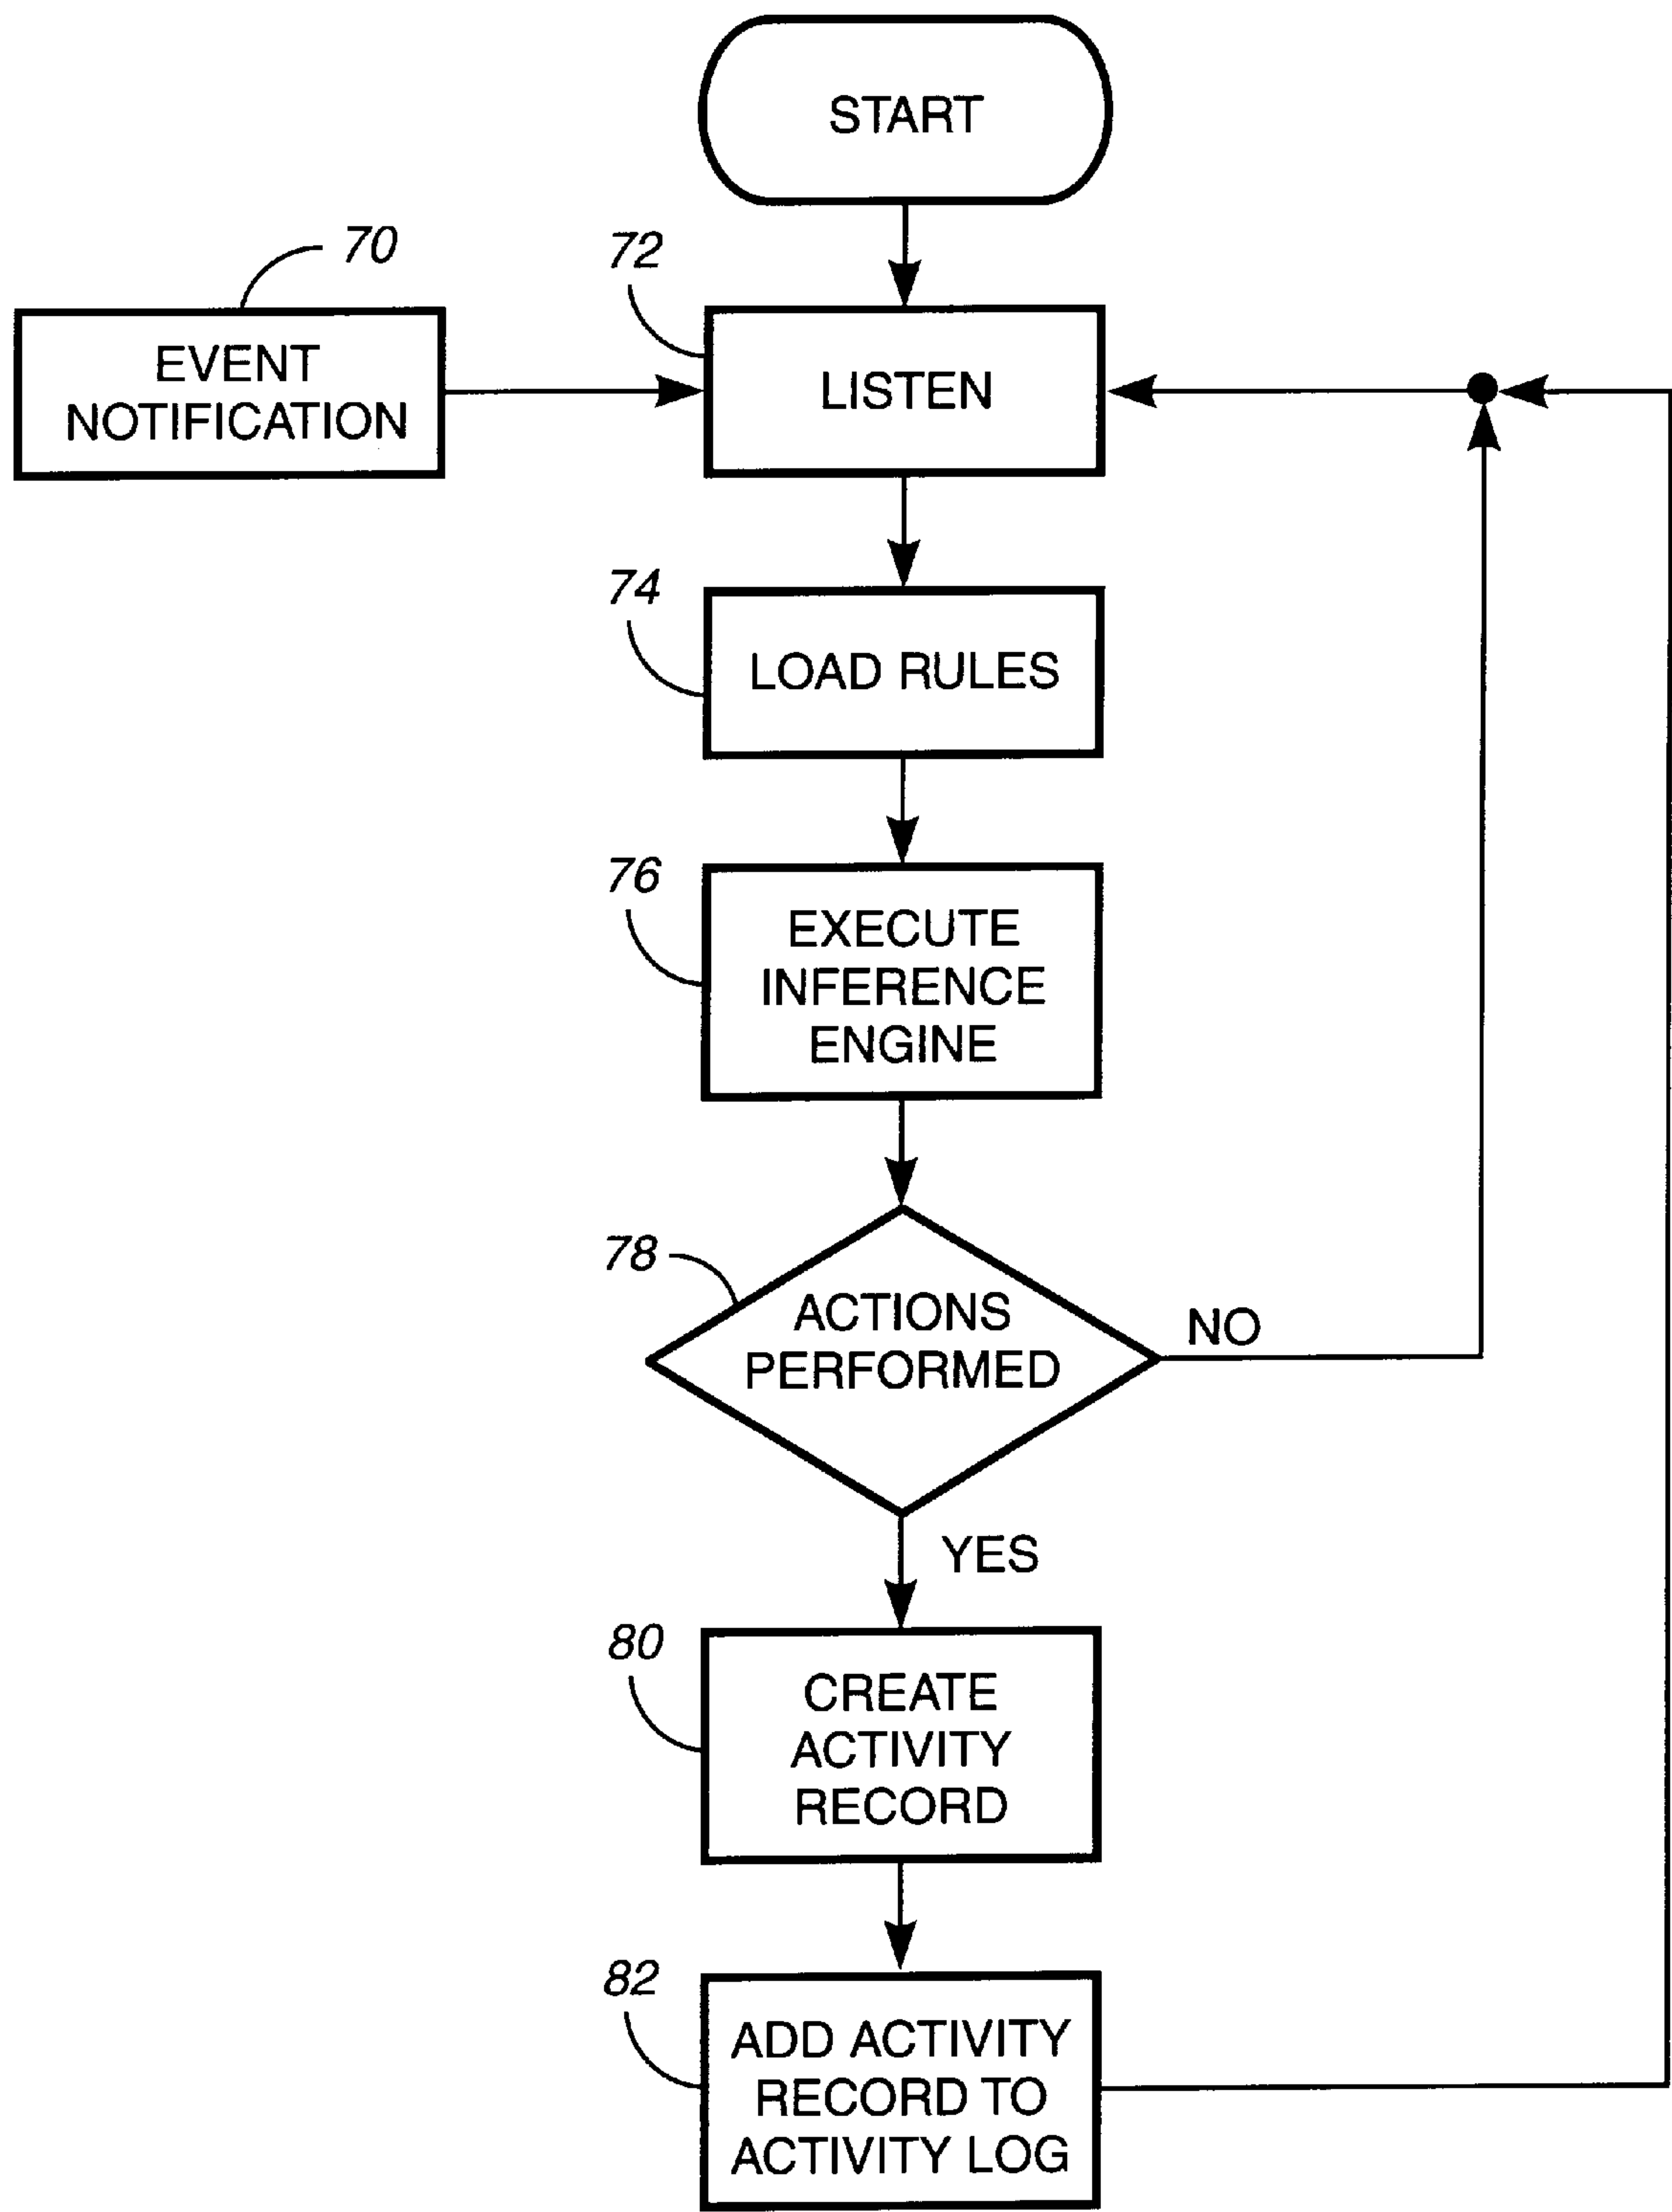 START
70
EVENT
NOTIFICATION
72
LISTEN
74
LOAD RULES
76
EXECUTE
INFERENCE
ENGINE
78
ACTIONS
PERFORMED
NO
YES
80
CREATE
ACTIVITY
RECORD
82
ADD ACTIVITY
RECORD TO
ACTIVITY LOG